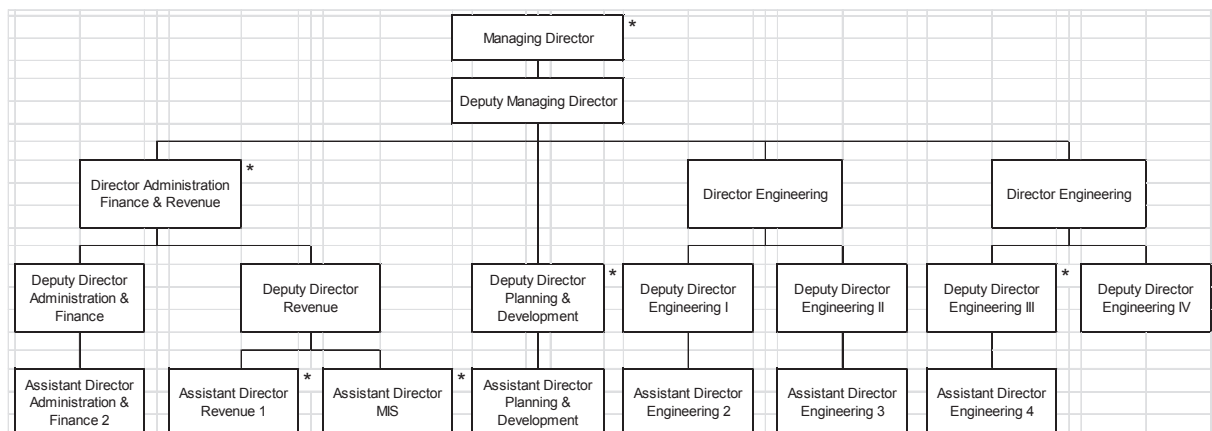 Managing Director
*
Deputy Managing Director
Director Administration
Finance & Revenue
*
Director Engineering
Director Engineering
Deputy Director
Administration &
Finance
Deputy Director
Revenue
Deputy Director
Planning &
Development
*
Deputy Director
Engineering I
Deputy Director
Engineering II
Deputy Director
Engineering III
*
Deputy Director
Engineering IV
Assistant Director
Administration &
Finance 2
Assistant Director
Revenue 1
*
Assistant Director
MIS
*
Assistant Director
Planning &
Development
Assistant Director
Engineering 2
Assistant Director
Engineering 3
Assistant Director
Engineering 4